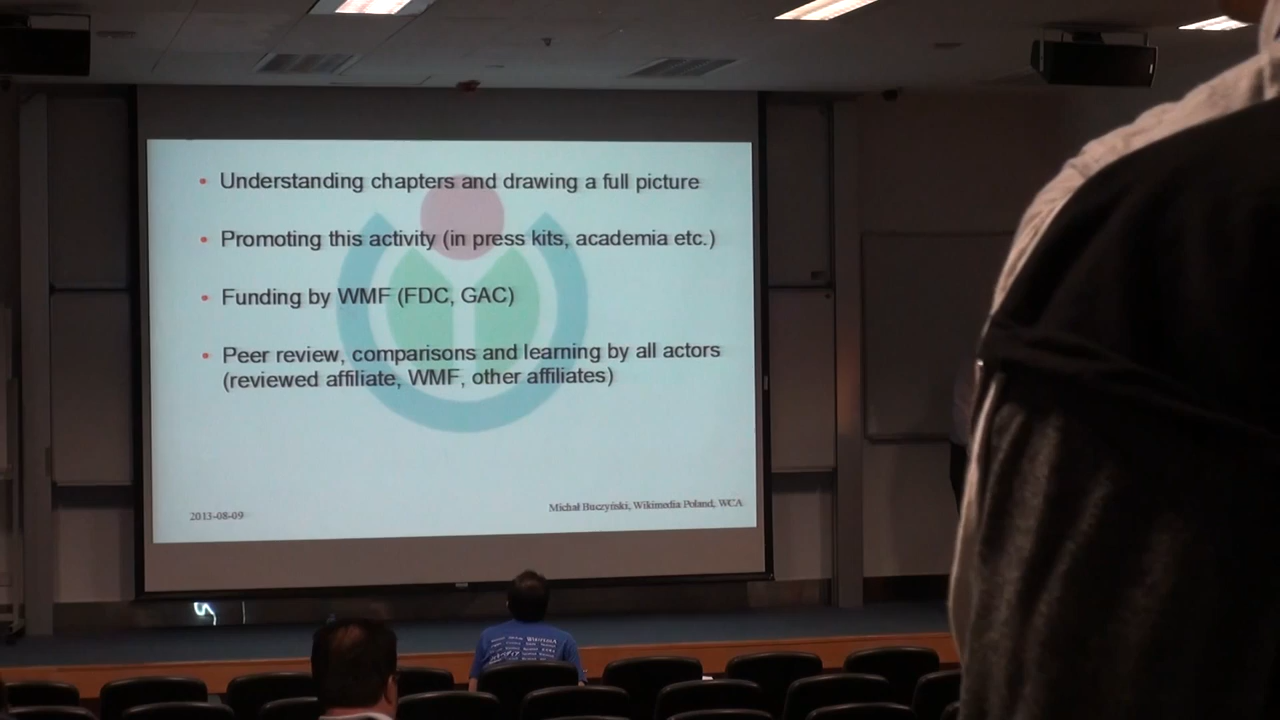 • Understanding chapters and drawing a full picture
• Promoting this activity (in press kits, academia etc.)
• Funding by WMF (FDC, GAC)
• Peer review, comparisons and learning by all actors
(reviewed affiliate, WMF, other affiliates)
2013-08-09
Michał Buczyński, Wikimedia Poland, WCA
WIKIPEDIA